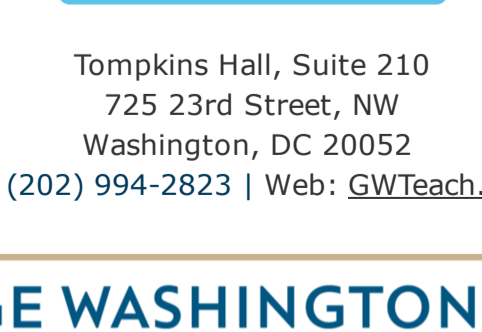 Tompkins Hall, Suite 210
725 23rd Street, NW
Washington, DC 20052
(202) 994-2823 | Web: GWTeach.
E WASHINGTON